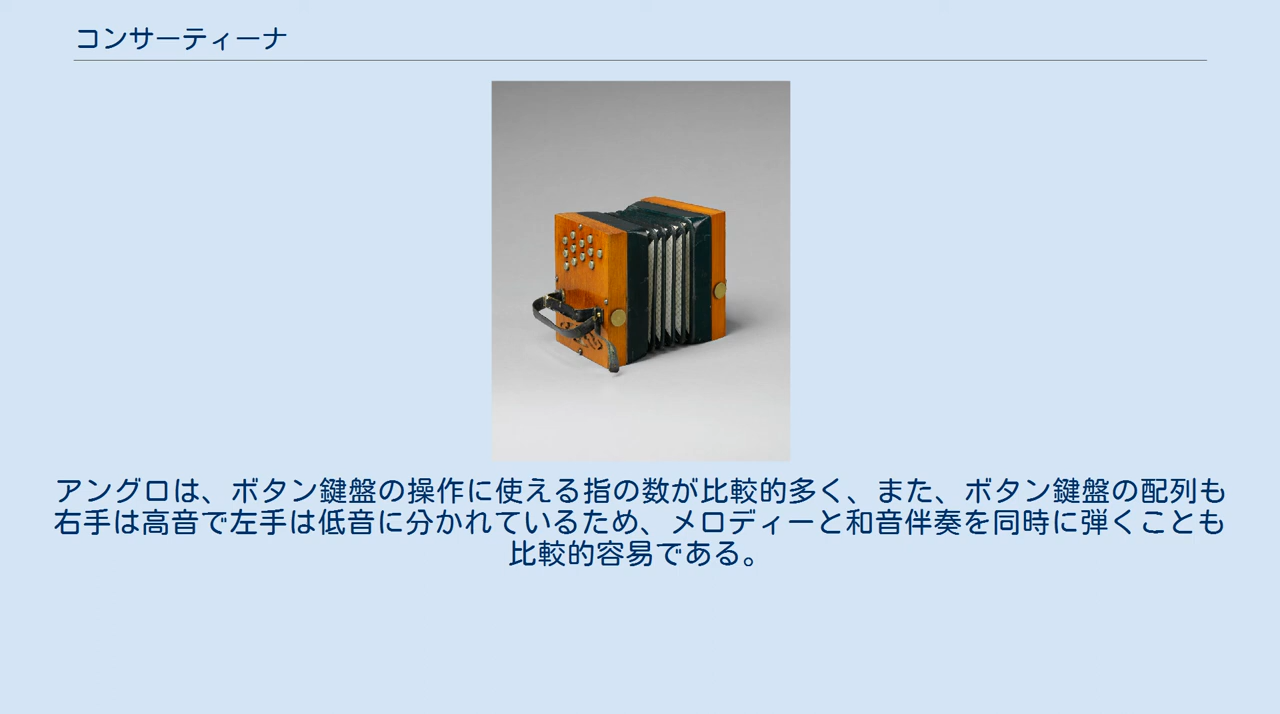 コンサーティーナ
アングロは、ボタン鍵盤の操作に使える指の数が比較的多く、また、ボタン鍵盤の配列も
右手は高音で左手は低音に分かれているため、メロディーと和音伴奏を同時に弾くことも
比較的容易である。